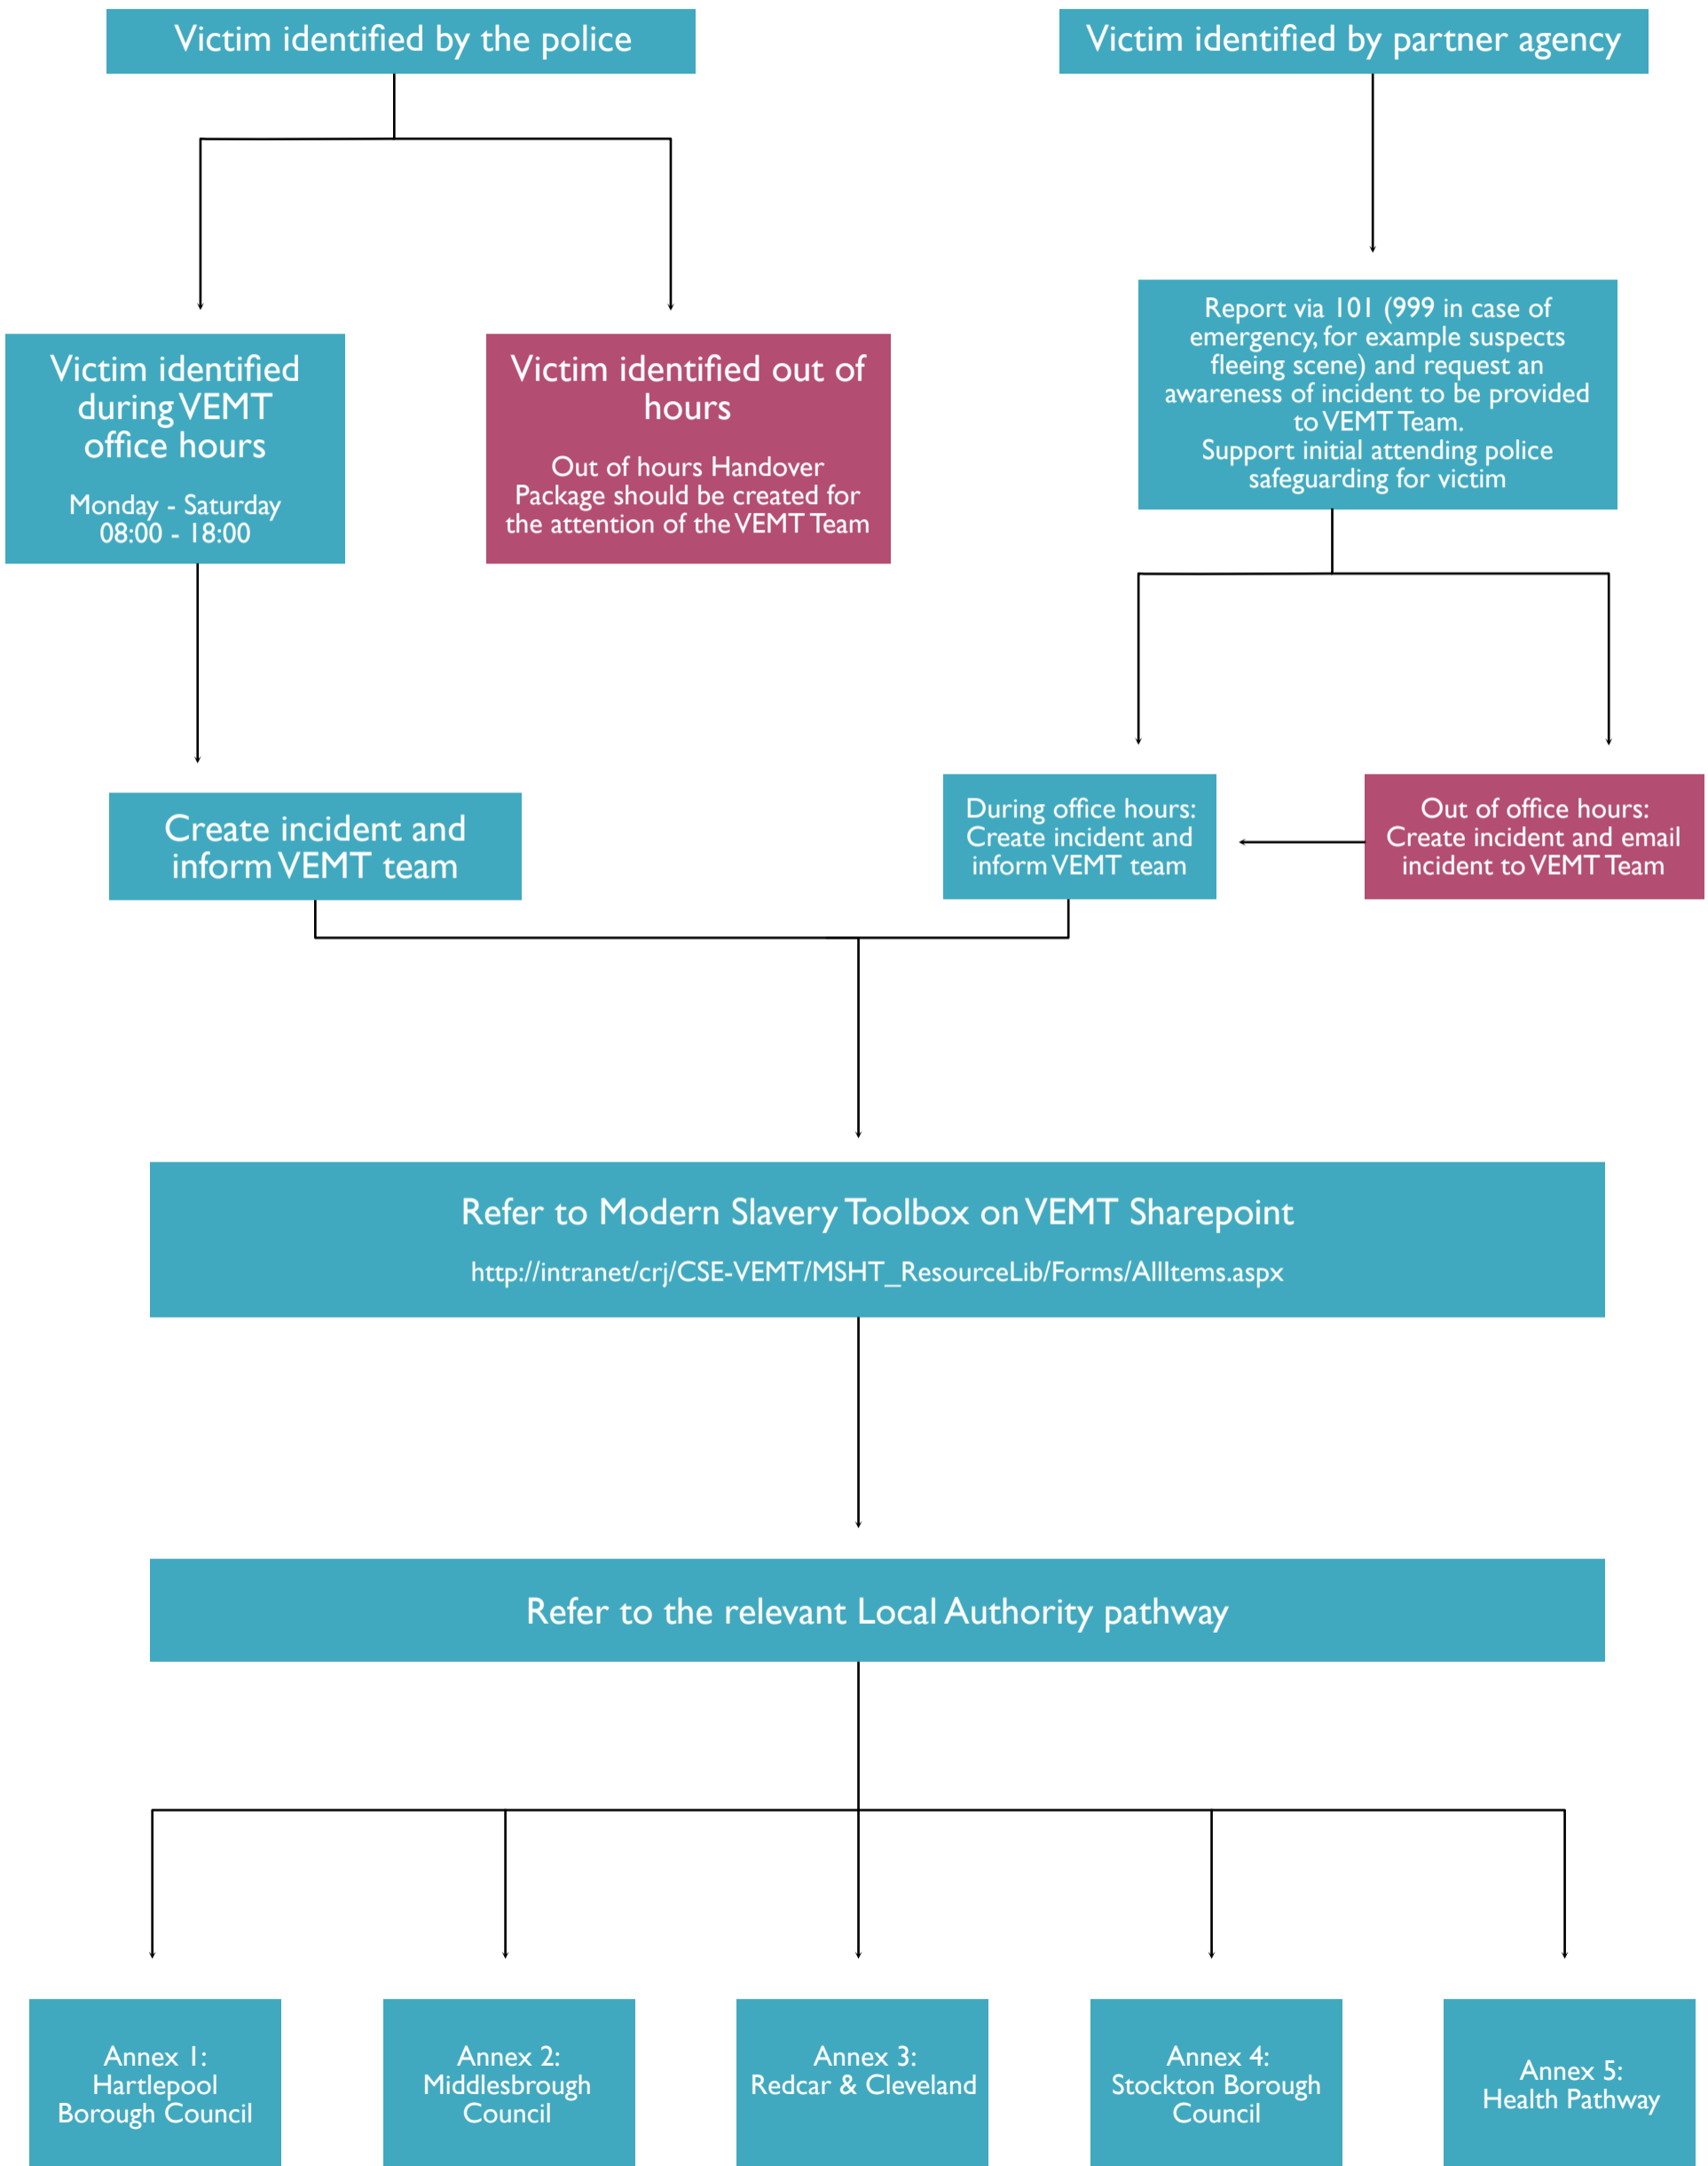 Victim identified by the police
Victim identified by partner agency
Victim identified
during VEMT
office hours
Monday - Saturday
08:00 - 18:00
Victim identified out of
hours
Out of hours Handover
Package should be created for
the attention of the VEMT Team
Report via 101 (999 in case of
emergency, for example suspects
fleeing scene) and request an
awareness of incident to be provided
to VEMT Team.
Support initial attending police
safeguarding for victim
Create incident and
inform VEMT team
During office hours:
Create incident and
inform VEMT team
Out of office hours:
Create incident and email
incident to VEMT Team
Refer to Modern Slavery Toolbox on VEMT Sharepoint
http://intranet/crj/CSE-VEMT/MSHT_ResourceLib/Forms/AllItems.aspx
Refer to the relevant Local Authority pathway
Annex 1:
Hartlepool
Borough Council
Annex 2:
Middlesbrough
Council
Annex 3:
Redcar & Cleveland
Annex 4:
Stockton Borough
Council
Annex 5:
Health Pathway